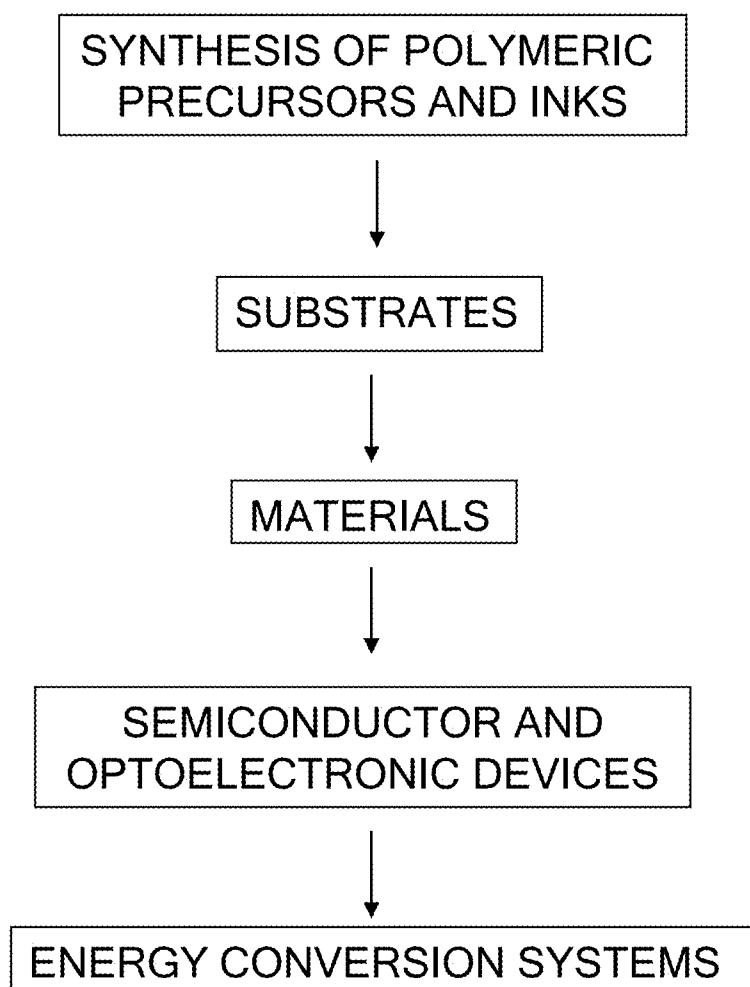 SYNTHESIS OF POLYMERIC
PRECURSORS AND INKS
SUBSTRATES
MATERIALS
SEMICONDUCTOR AND
OPTOELECTRONIC DEVICES
ENERGY CONVERSION SYSTEMS